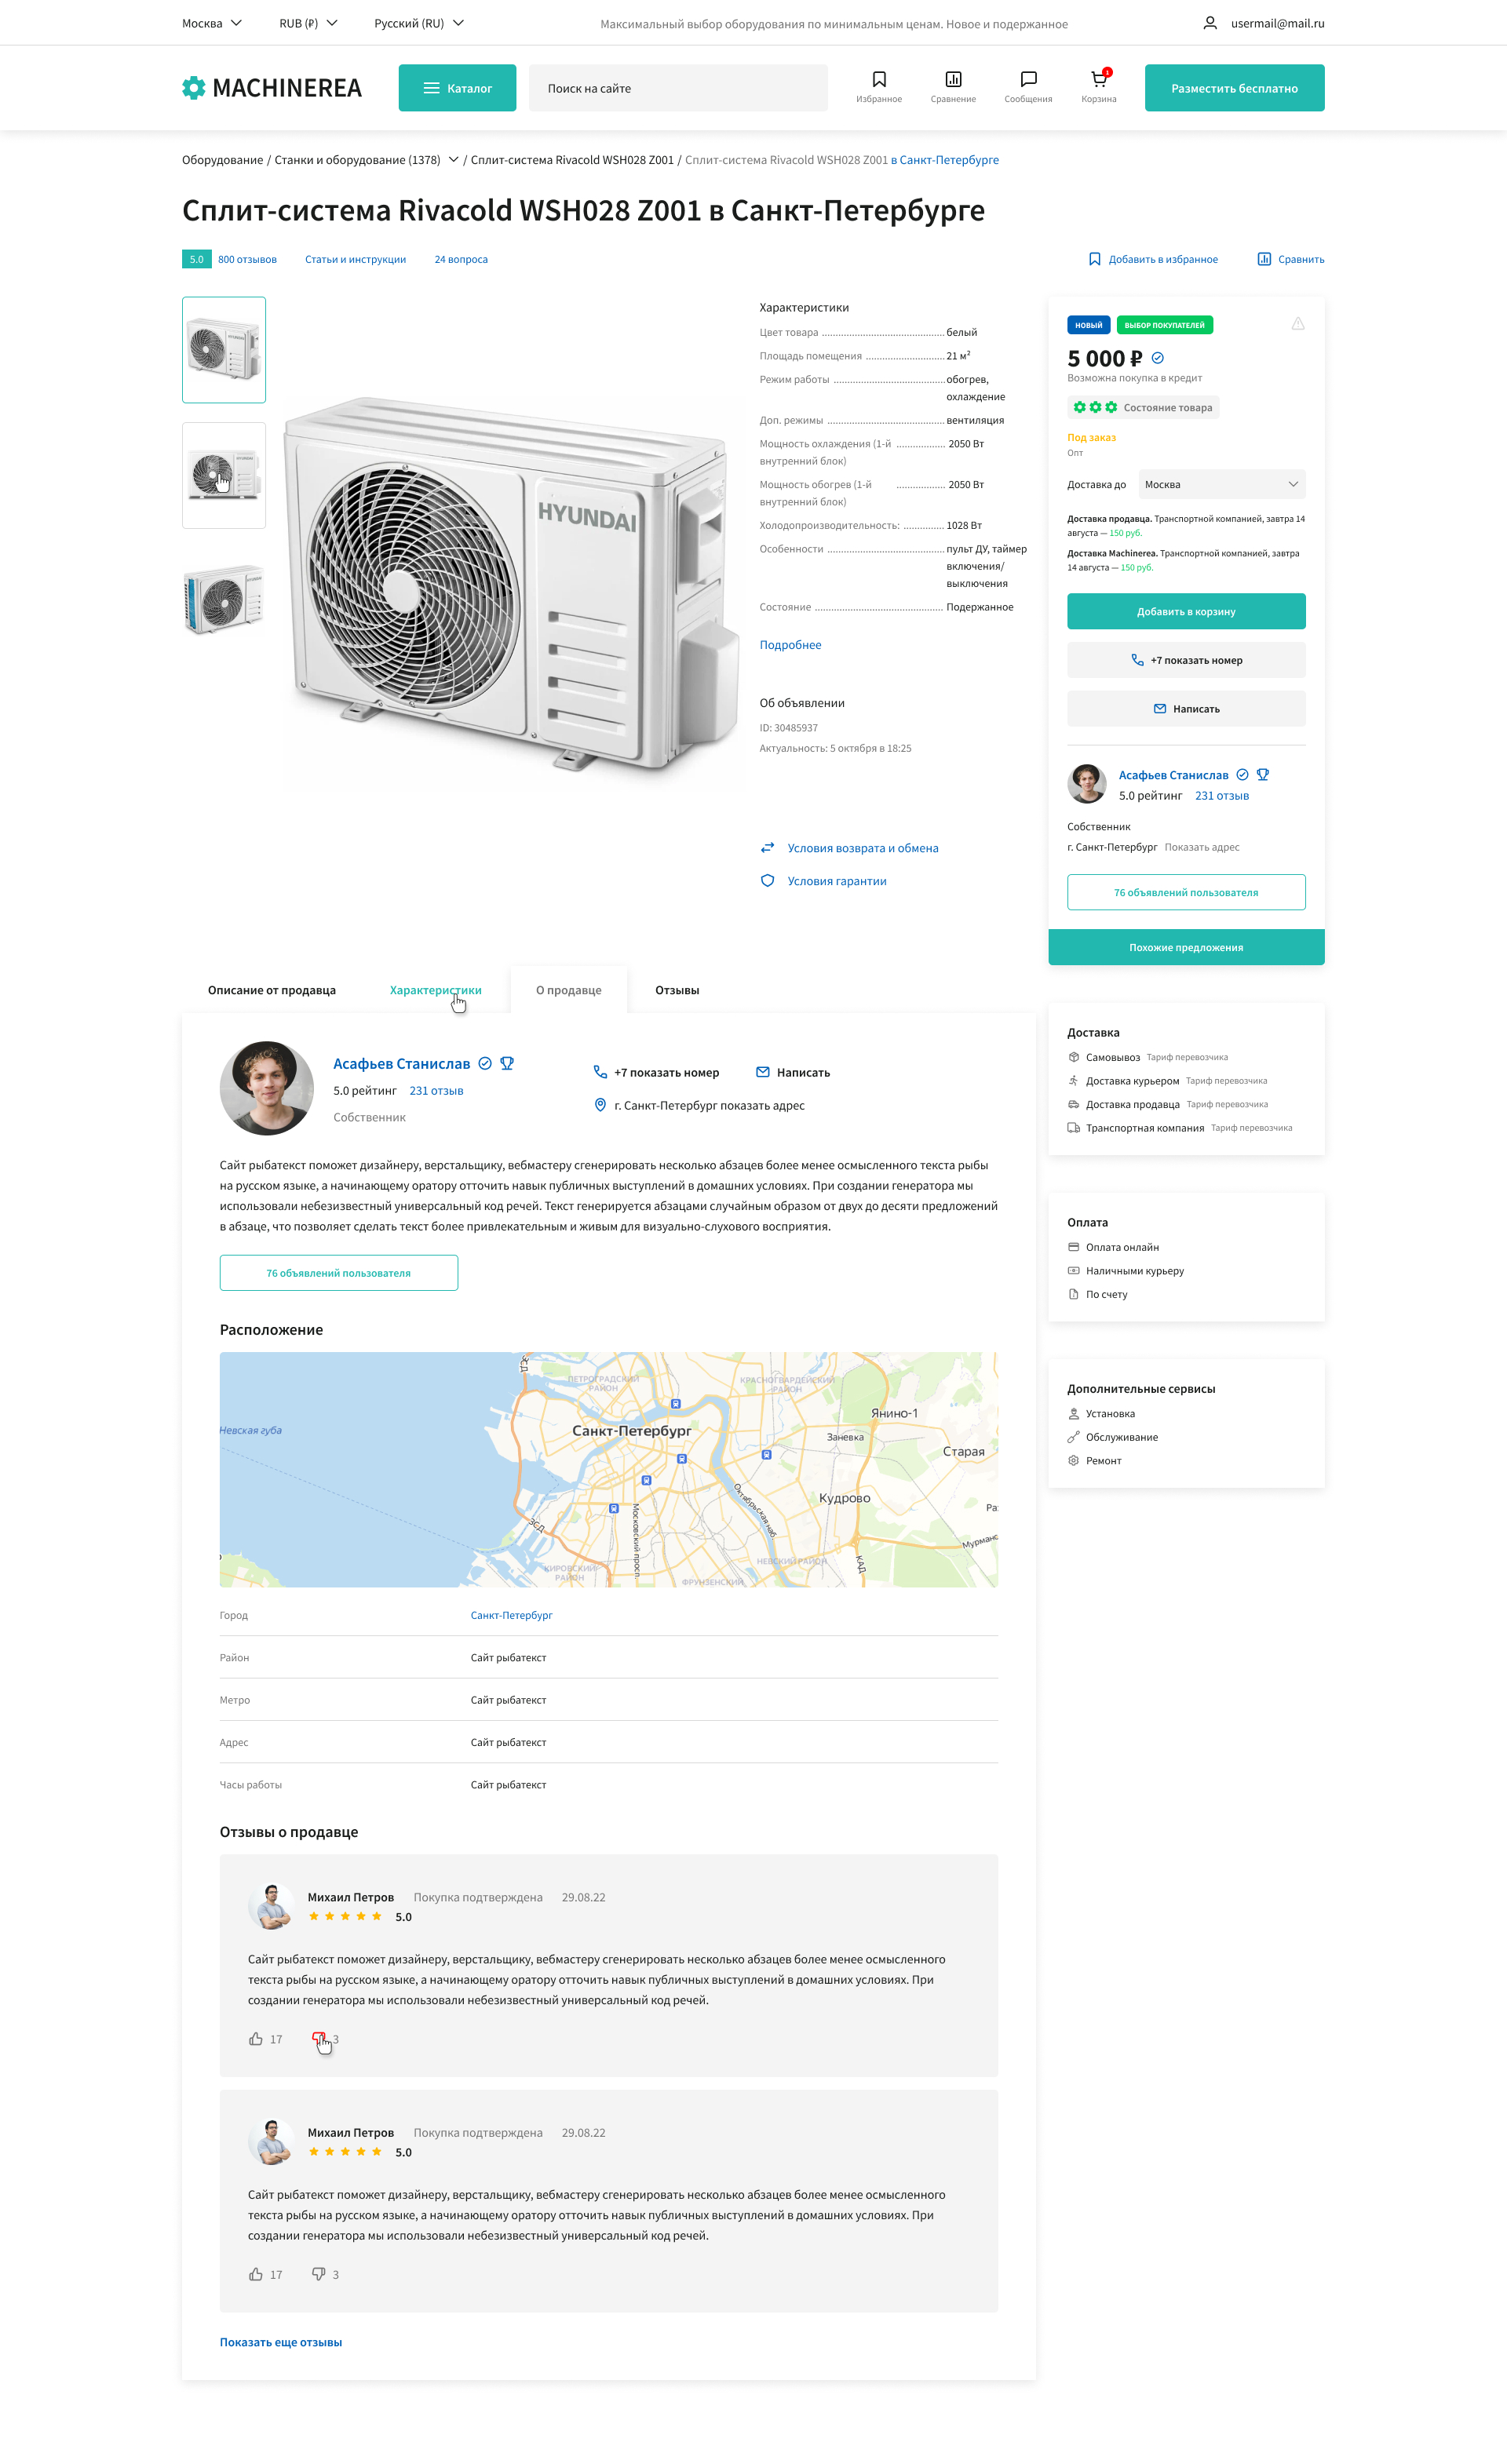 Москва
RUB (₽)
Русский (RU)
Максимальный выбор оборудования по минимальным ценам. Новое и подержанное
usermail@mail.ru
MACHINEREA
Каталог
Поиск на сайте
Избранное
Сравнение
Сообщения
1
Корзина
Разместить бесплатно
Оборудование / Станки и оборудование (1378) / Сплит-система Rivacold WSH028 Z001 / Сплит-система Rivacold WSH028 Z001 в Санкт-Петербурге
Сплит-система Rivacold WSH028 Z001 в Санкт-Петербурге
5.0
800 отзывов
Статьи и инструкции
24 вопроса
Добавить в избранное
Сравнить
HYUNDAI
Характеристики
Цвет товара белый
Площадь помещения 21 м²
Режим работы обогрев,
охлаждение
Доп. режимы вентиляция
Мощность охлаждения (1-й 2050 Вт
внутренний блок)
Мощность обогрев (1-й 2050 Вт
внутренний блок)
Холодопроизводительность: 1028 Вт
Особенности пульт ДУ, таймер
включения/
выключения
Состояние Подержанное
Подробнее
Об объявлении
ID: 30485937
Актуальность: 5 октября в 18:25
Условия возврата и обмена
Условия гарантии
НОВЫЙ
ВЫБОР ПОКУПАТЕЛЕЙ
5 000 ₽
Возможна покупка в кредит
Состояние товара
Под заказ
Опт
Доставка до
Москва
Доставка продавца. Транспортной компанией, завтра 14
августа — 150 руб.
Доставка Machinerea. Транспортной компанией, завтра
14 августа — 150 руб.
Добавить в корзину
+7 показать номер
Написать
Асафьев Станислав
5.0 рейтинг 231 отзыв
Собственник
г. Санкт-Петербург Показать адрес
76 объявлений пользователя
Похожие предложения
Описание от продавца
Характеристики
О продавце
Отзывы
Асафьев Станислав
5.0 рейтинг 231 отзыв
Собственник
+7 показать номер
Написать
г. Санкт-Петербург показать адрес
Сайт рыбатекст поможет дизайнеру, верстальщику, вебмастеру сгенерировать несколько абзацев более менее осмысленного текста рыбы
на русском языке, а начинающему оратору отточить навык публичных выступлений в домашних условиях. При создании генератора мы
использовали небезизвестный универсальный код речей. Текст генерируется абзацами случайным образом от двух до десяти предложений
в абзаце, что позволяет сделать текст более привлекательным и живым для визуально-слухового восприятия.
76 объявлений пользователя
Расположение
ЗСД
ПЕТРОГРАДСКИЙ
РАЙОН
КРАСНОГВАРДЕЙСКИЙ
РАЙОН
Янино-1
Невская губа
Санкт-Петербург
Заневка
Старая
Кудрово
Октябрьская наб.
Московский просп.
Ра
ЗСД
Мурманс
КИРОВСКИЙ
РАЙОН
НЕВСКИЙ РАЙОН
КАД
ФРУНЗЕНСКИЙ
Город Санкт-Петербург
Район Сайт рыбатекст
Метро Сайт рыбатекст
Адрес Сайт рыбатекст
Часы работы Сайт рыбатекст
Отзывы о продавце
Михаил Петров Покупка подтверждена 29.08.22
5.0
Сайт рыбатекст поможет дизайнеру, верстальщику, вебмастеру сгенерировать несколько абзацев более менее осмысленного
текста рыбы на русском языке, а начинающему оратору отточить навык публичных выступлений в домашних условиях. При
создании генератора мы использовали небезизвестный универсальный код речей.
17 3
Михаил Петров Покупка подтверждена 29.08.22
5.0
Сайт рыбатекст поможет дизайнеру, верстальщику, вебмастеру сгенерировать несколько абзацев более менее осмысленного
текста рыбы на русском языке, а начинающему оратору отточить навык публичных выступлений в домашних условиях. При
создании генератора мы использовали небезизвестный универсальный код речей.
17 3
Показать еще отзывы
Доставка
Самовывоз Тариф перевозчика
Доставка курьером Тариф перевозчика
Доставка продавца Тариф перевозчика
Транспортная компания Тариф перевозчика
Оплата
Оплата онлайн
Наличными курьеру
По счету
Дополнительные сервисы
Установка
Обслуживание
Ремонт